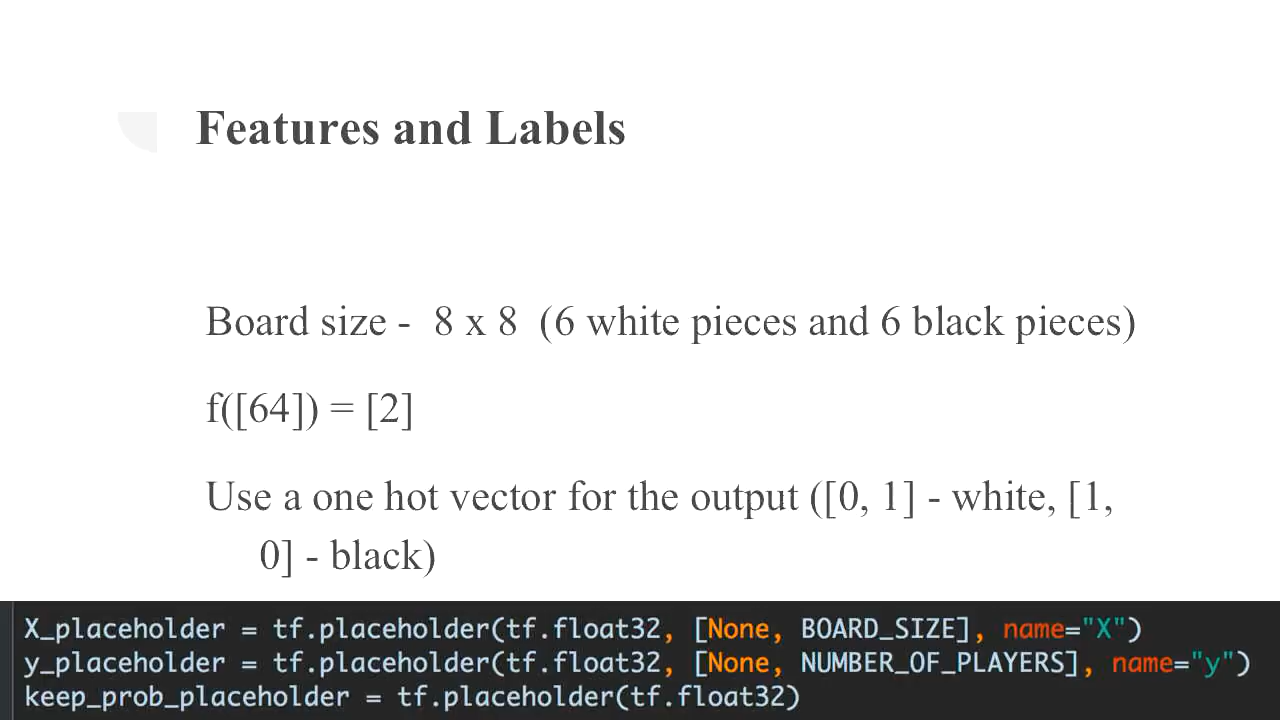 Features and Labels
Board size -  8 x 8  (6 white pieces and 6 black pieces)
f([64]) = [2]
Use a one hot vector for the output ([0, 1] - white, [1,
0] - black)
X_placeholder = tf.placeholder(tf.float32, [None, BOARD_SIZE], name="X")
y_placeholder = tf.placeholder(tf.float32, [None, NUMBER_OF_PLAYERS], name="y")
keep_prob_placeholder = tf.placeholder(tf.float32)